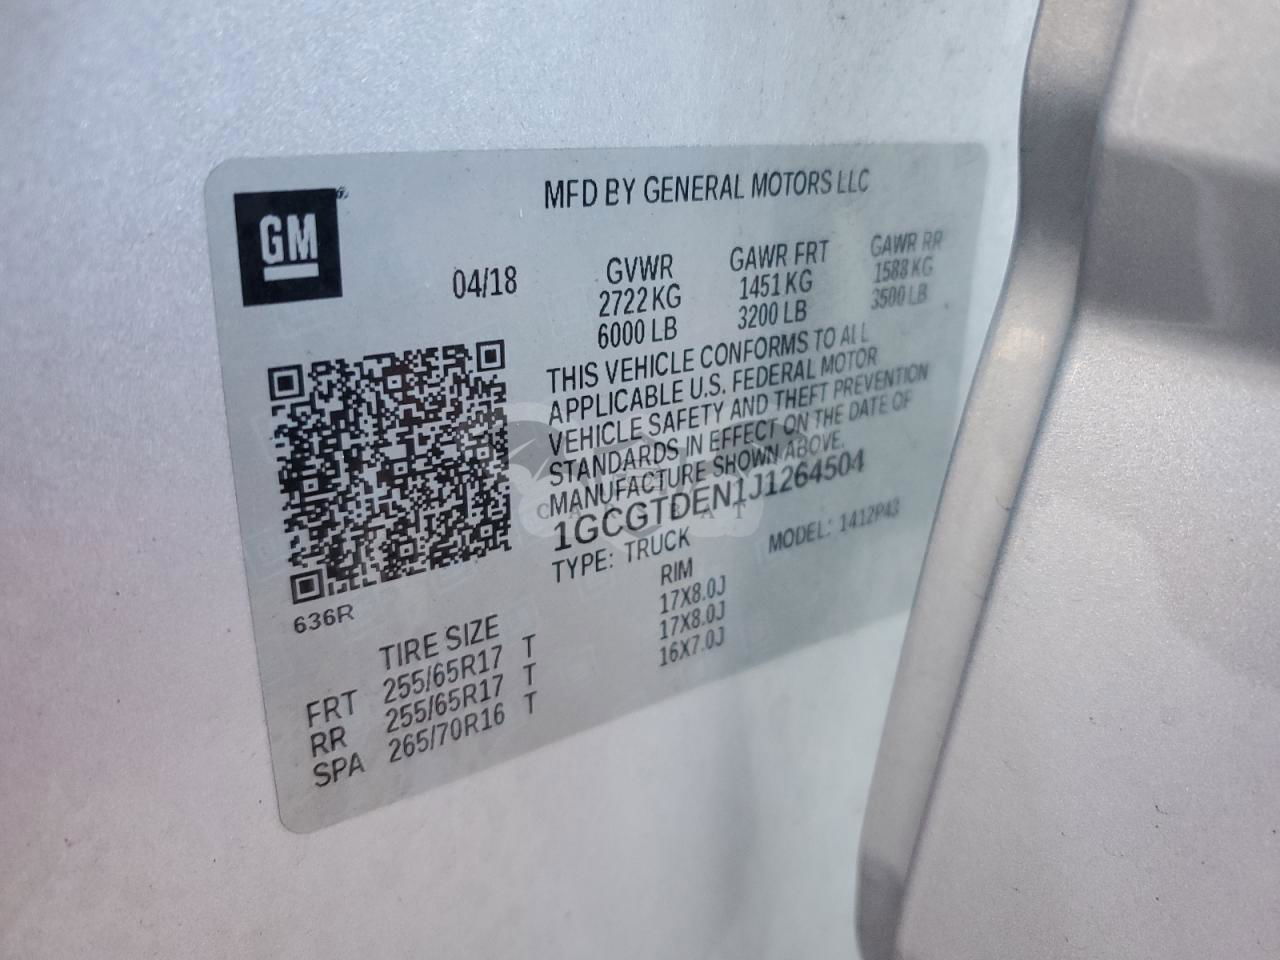 GM
MFD BY GENERAL MOTORS LLC
04/18
GVWR GAWR FRT GAWR RR
2722 KG 1451 KG 1588 KG
6000 LB 3200 LB 3500 LB
THIS VEHICLE CONFORMS TO ALL
APPLICABLE U.S. FEDERAL MOTOR
VEHICLE SAFETY AND THEFT PREVENTION
STANDARDS IN EFFECT ON THE DATE OF
MANUFACTURE SHOWN ABOVE.
1GCGTDEN1J1264504
TYPE: TRUCK MODEL: 1412P43
636R
TIRE SIZE RIM
FRT 255/65R17 T 17X8.0J
RR 255/65R17 T 17X8.0J
SPA 265/70R16 T 16X7.0J